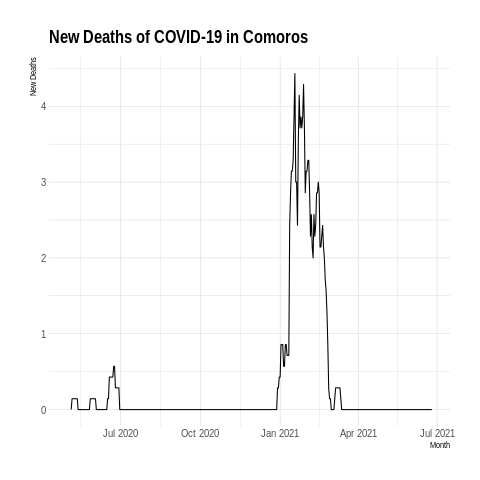 New Deaths of COVID-19 in Comoros
New Deaths
4
3
2
1
0
Jul 2020 Oct 2020 Jan 2021 Apr 2021 Jul 2021
Month